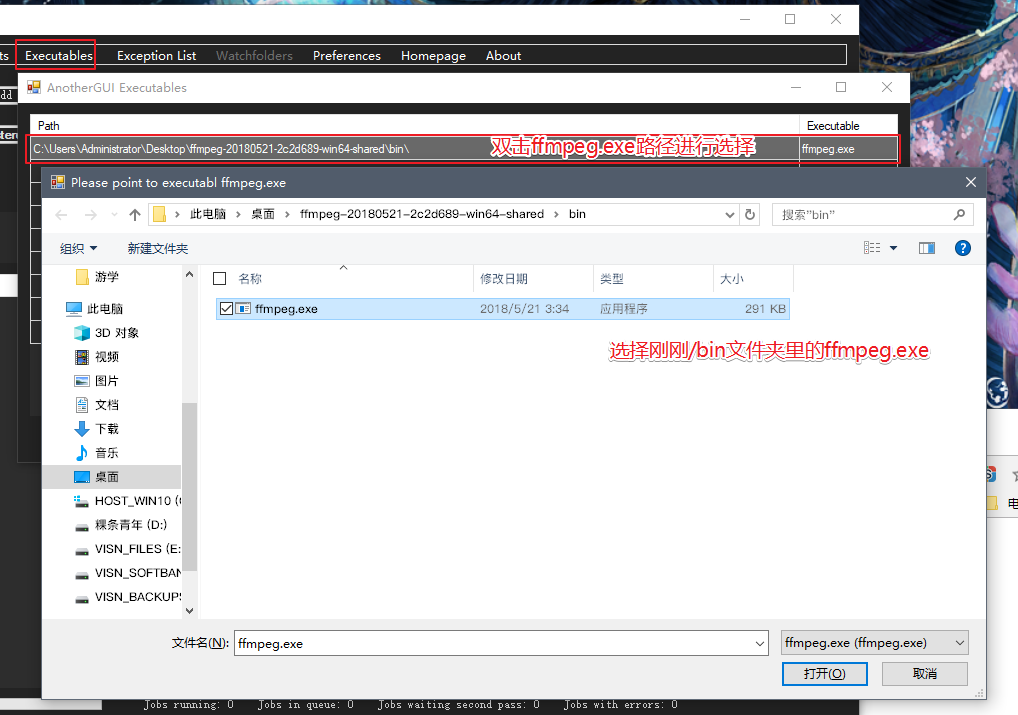 ts Executables Exception List Watchfolders Preferences Homepage About
AnotherGUI Executables
dd
Path Executable
C:\Users\Administrator\Desktop\ffmpeg-20180521-2c2d689-win64-shared\bin\ 双击ffmpeg.exe路径进行选择 ffmpeg.exe
Please point to executabl ffmpeg.exe
此电脑 › 桌面 › ffmpeg-20180521-2c2d689-win64-shared › bin 搜索"bin"
组织 新建文件夹
游学 名称 修改日期 类型 大小
此电脑 ffmpeg.exe 2018/5/21 3:34 应用程序 291 KB
3D 对象
视频 选择刚刚/bin文件夹里的ffmpeg.exe
图片
文档
下载
音乐
桌面
HOST_WIN10 (
粿条青年 (D:)
电
VISN_FILES (E:
VISN_SOFTBAN
VISN_BACKUPS
文件名(N): ffmpeg.exe ffmpeg.exe (ffmpeg.exe)
打开(O) 取消
Jobs running: 0 Jobs in queue: 0 Jobs waiting second pass: 0 Jobs with errors: 0